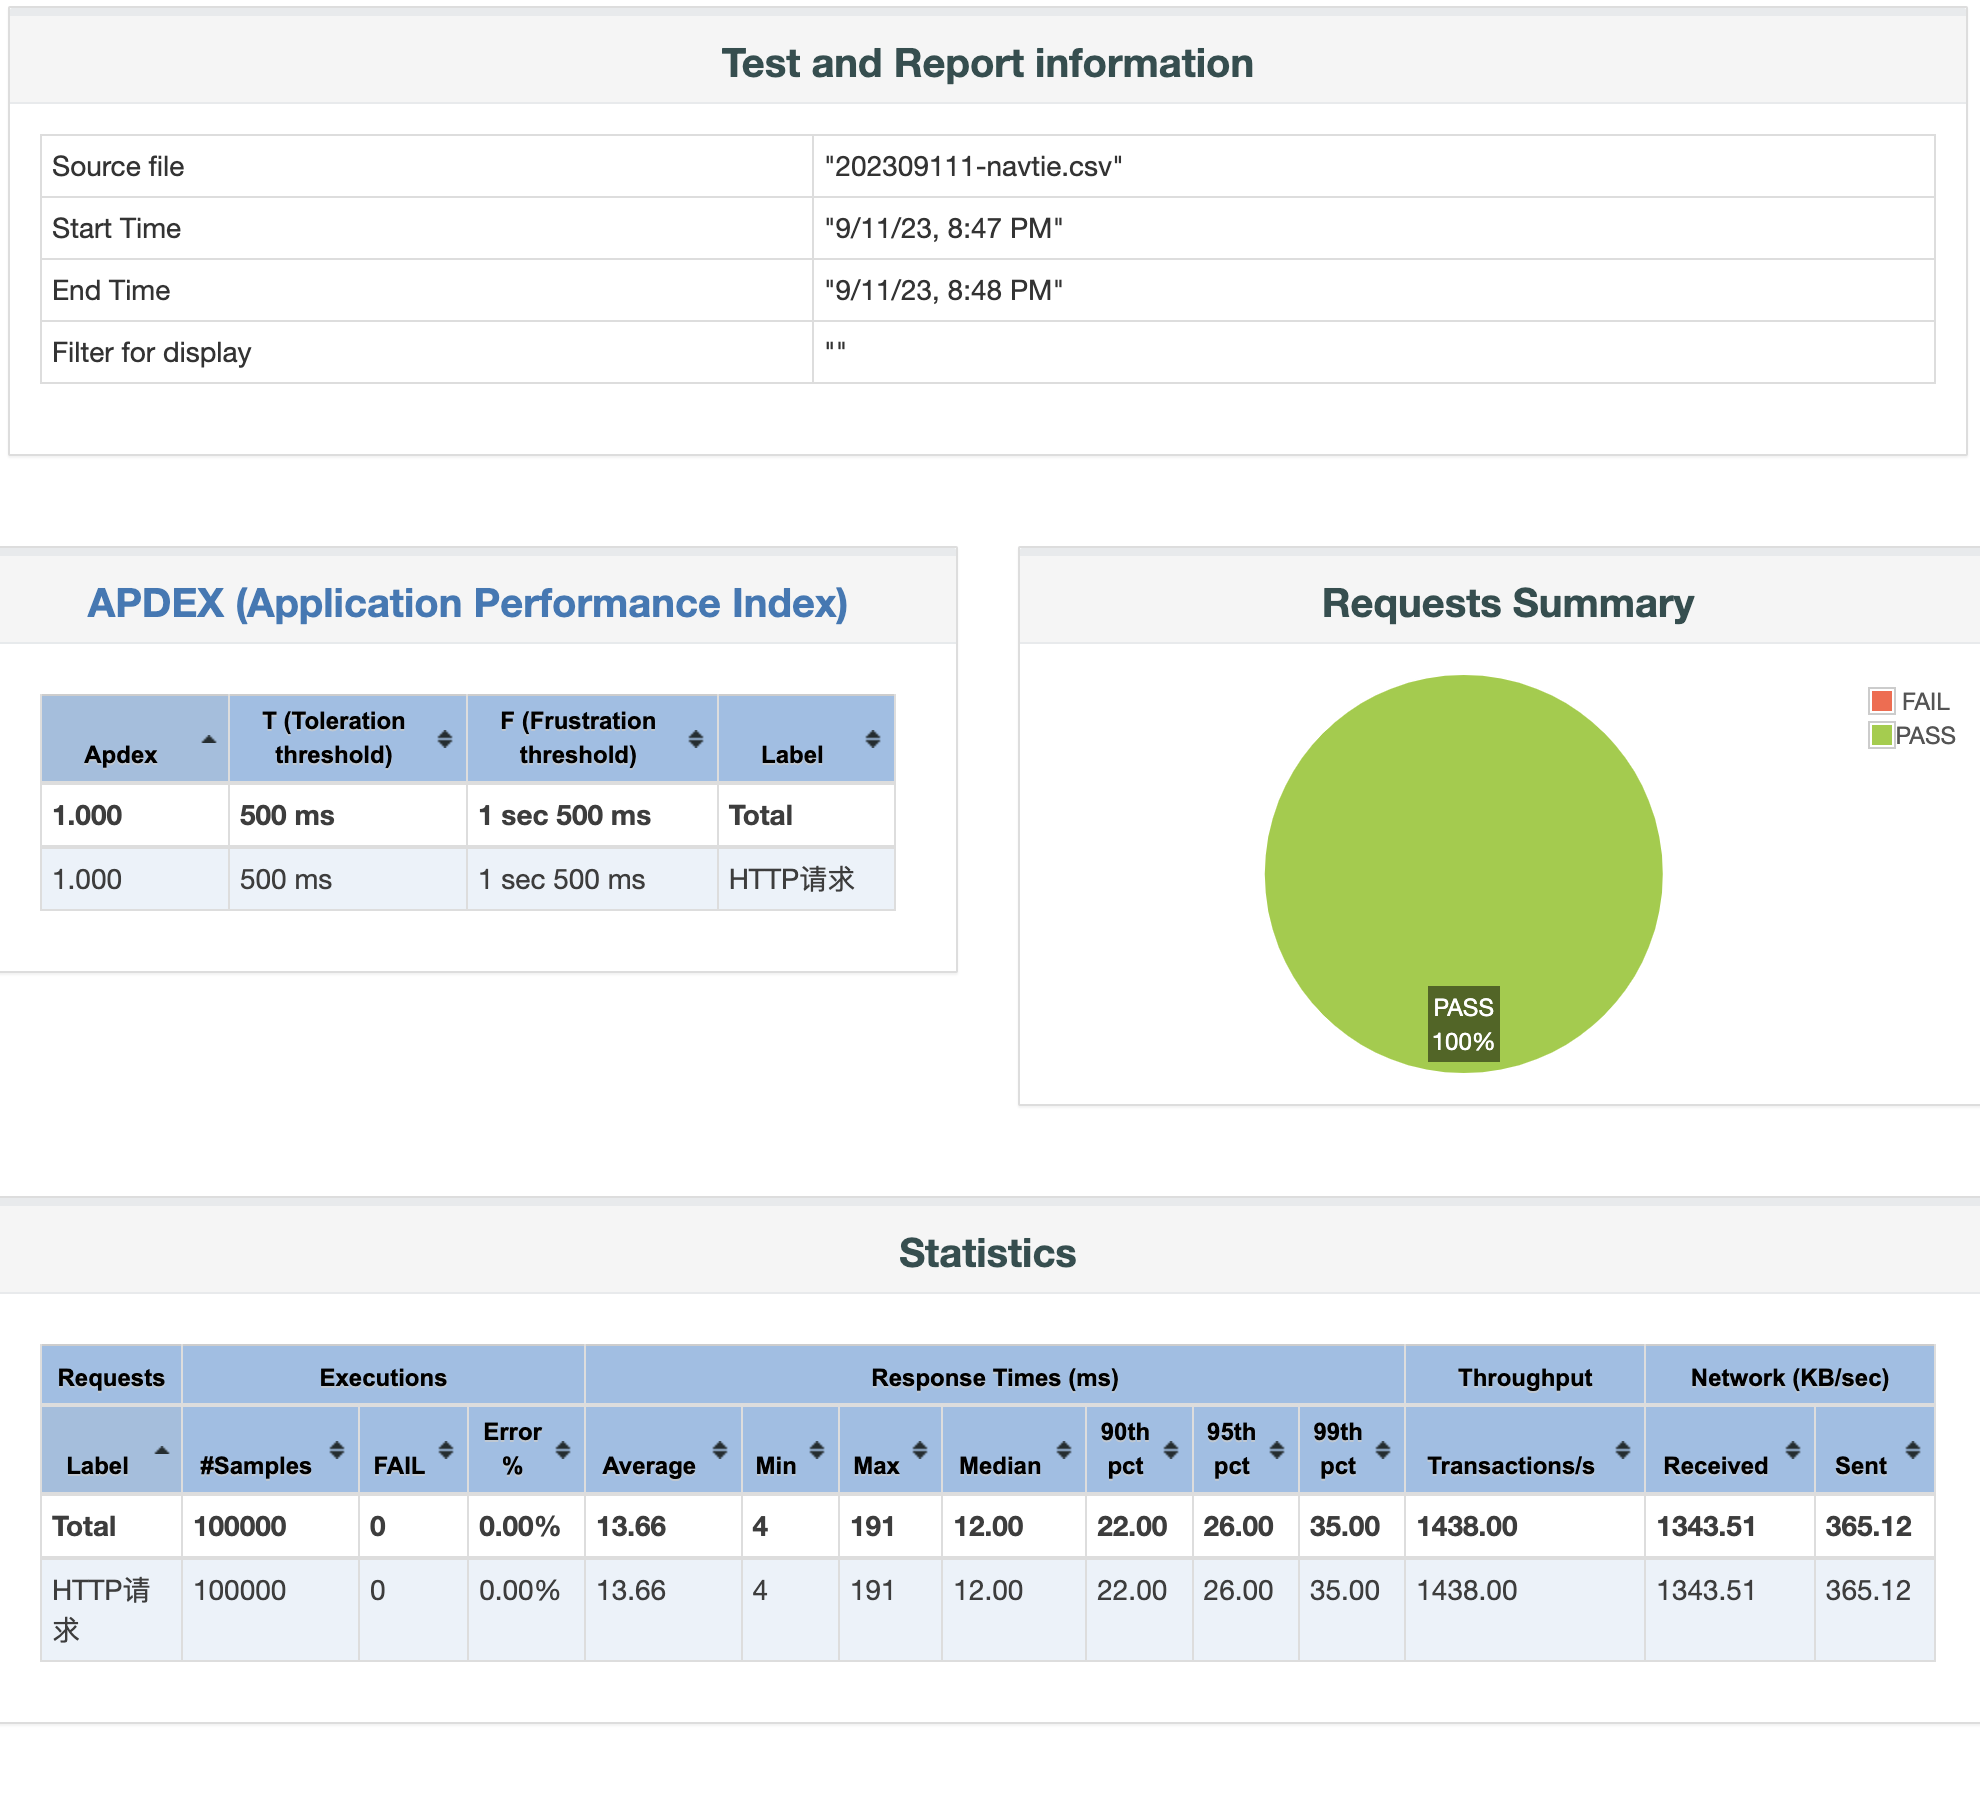 Test and Report information
Source file "202309111-navtie.csv"
Start Time "9/11/23, 8:47 PM"
End Time "9/11/23, 8:48 PM"
Filter for display ""
APDEX (Application Performance Index)
Apdex T (Toleration threshold) F (Frustration threshold) Label
1.000 500 ms 1 sec 500 ms Total
1.000 500 ms 1 sec 500 ms HTTP请求
Requests Summary
FAIL
PASS
PASS
100%
Statistics
Requests Executions Response Times (ms) Throughput Network (KB/sec)
Label #Samples FAIL Error % Average Min Max Median 90th pct 95th pct 99th pct Transactions/s Received Sent
Total 100000 0 0.00% 13.66 4 191 12.00 22.00 26.00 35.00 1438.00 1343.51 365.12
HTTP请求 100000 0 0.00% 13.66 4 191 12.00 22.00 26.00 35.00 1438.00 1343.51 365.12